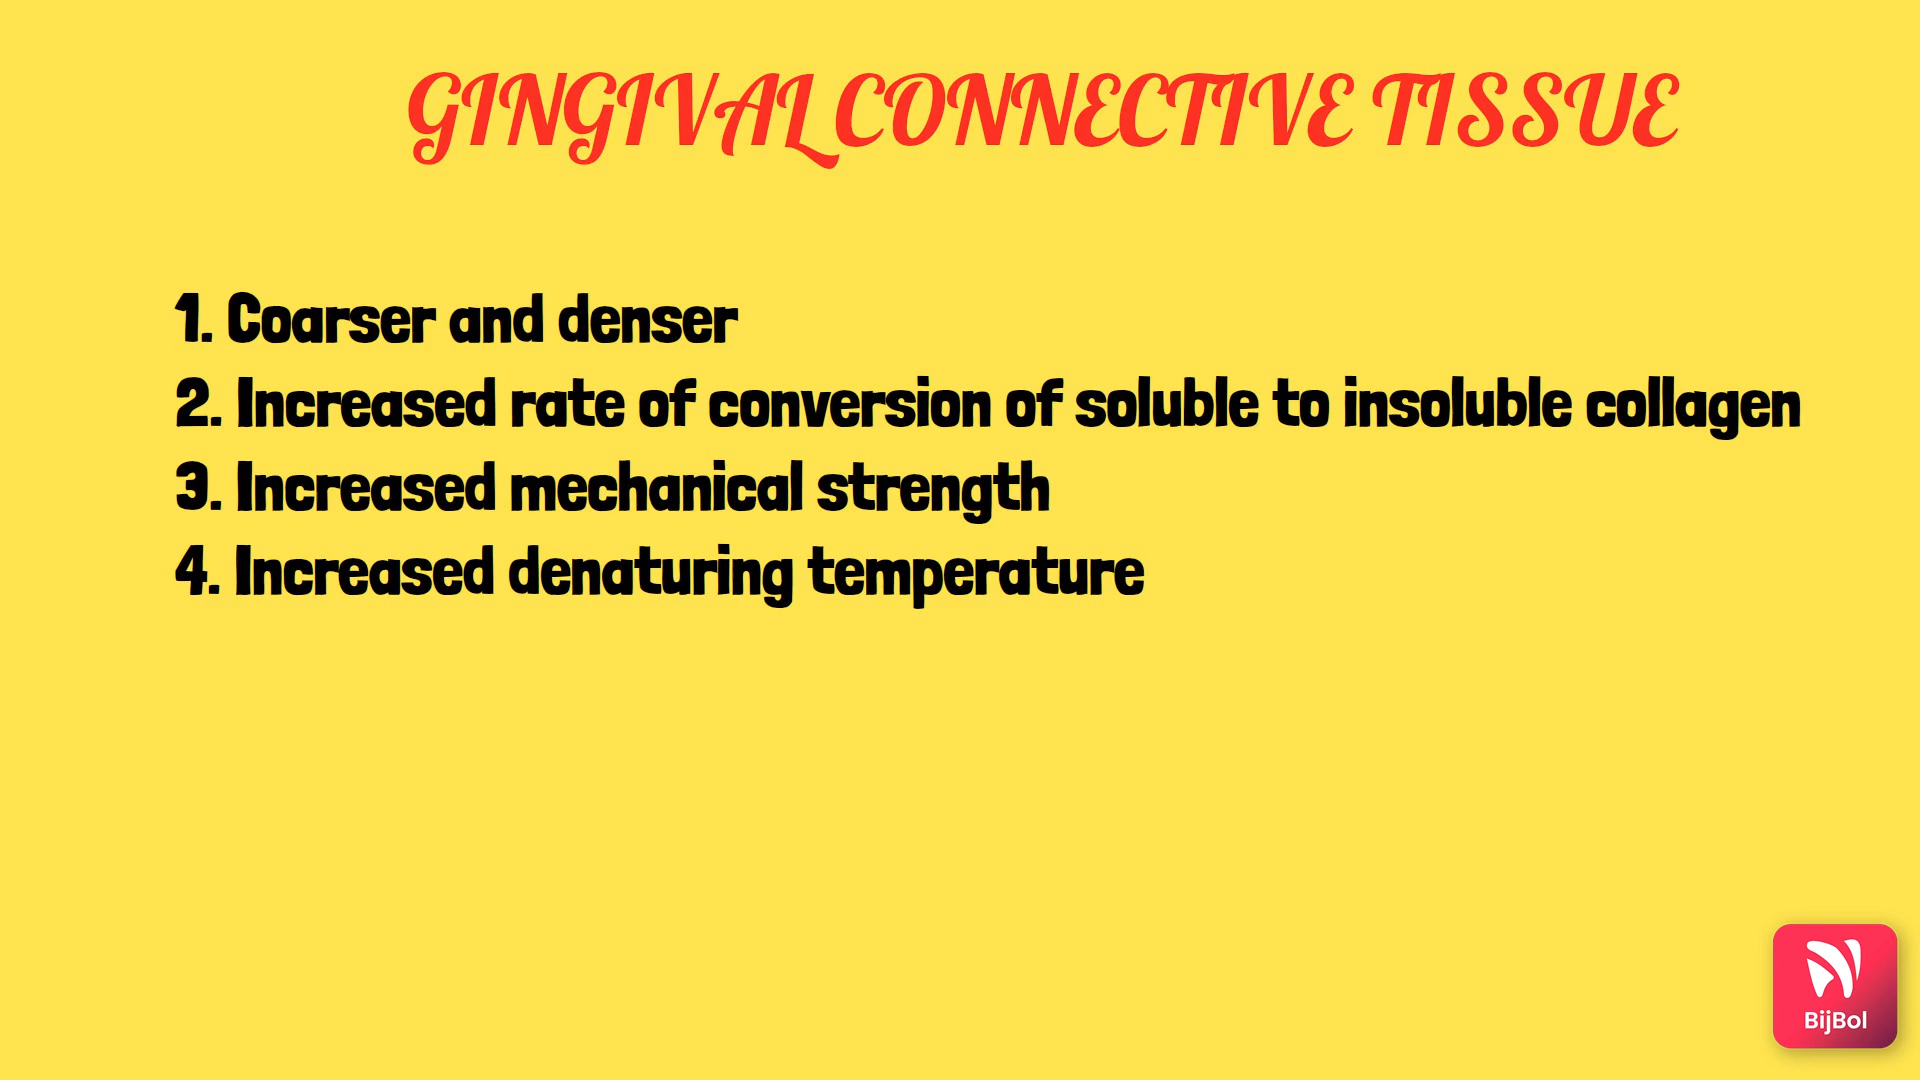 GINGIVAL CONNECTIVE TISSUE
1. Coarser and denser
2. Increased rate of conversion of soluble to insoluble collagen
3. Increased mechanical strength
4. Increased denaturing temperature
BijBol